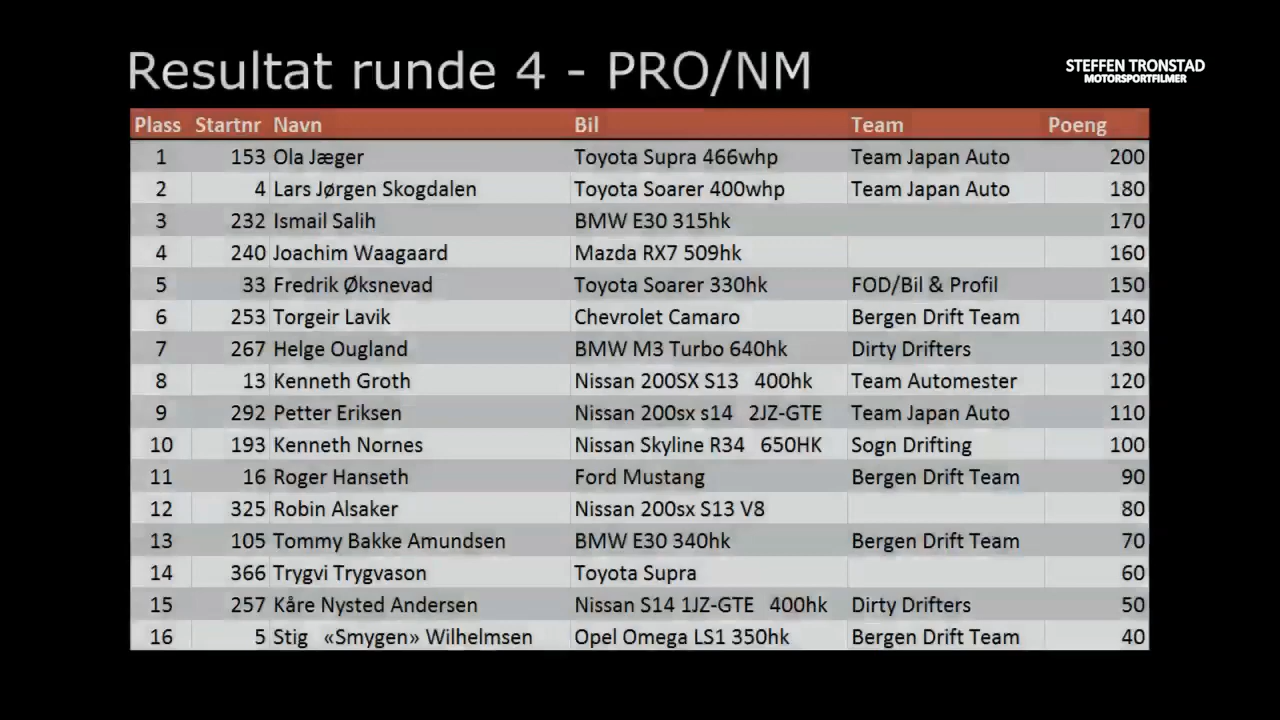 Resultat runde 4 - PRO/NM
STEFFEN TRONSTAD
MOTORSPORTFILMER
Plass Startnr Navn Bil Team Poeng
1 153 Ola Jæger Toyota Supra 466whp Team Japan Auto 200
2 4 Lars Jørgen Skogdalen Toyota Soarer 400whp Team Japan Auto 180
3 232 Ismail Salih BMW E30 315hk 170
4 240 Joachim Waagaard Mazda RX7 509hk 160
5 33 Fredrik Øksnevad Toyota Soarer 330hk FOD/Bil & Profil 150
6 253 Torgeir Lavik Chevrolet Camaro Bergen Drift Team 140
7 267 Helge Ougland BMW M3 Turbo 640hk Dirty Drifters 130
8 13 Kenneth Groth Nissan 200SX S13 400hk Team Automester 120
9 292 Petter Eriksen Nissan 200sx s14 2JZ-GTE Team Japan Auto 110
10 193 Kenneth Nornes Nissan Skyline R34 650HK Sogn Drifting 100
11 16 Roger Hanseth Ford Mustang Bergen Drift Team 90
12 325 Robin Alsaker Nissan 200sx S13 V8 80
13 105 Tommy Bakke Amundsen BMW E30 340hk Bergen Drift Team 70
14 366 Trygvi Trygvason Toyota Supra 60
15 257 Kåre Nysted Andersen Nissan S14 1JZ-GTE 400hk Dirty Drifters 50
16 5 Stig «Smygen» Wilhelmsen Opel Omega LS1 350hk Bergen Drift Team 40